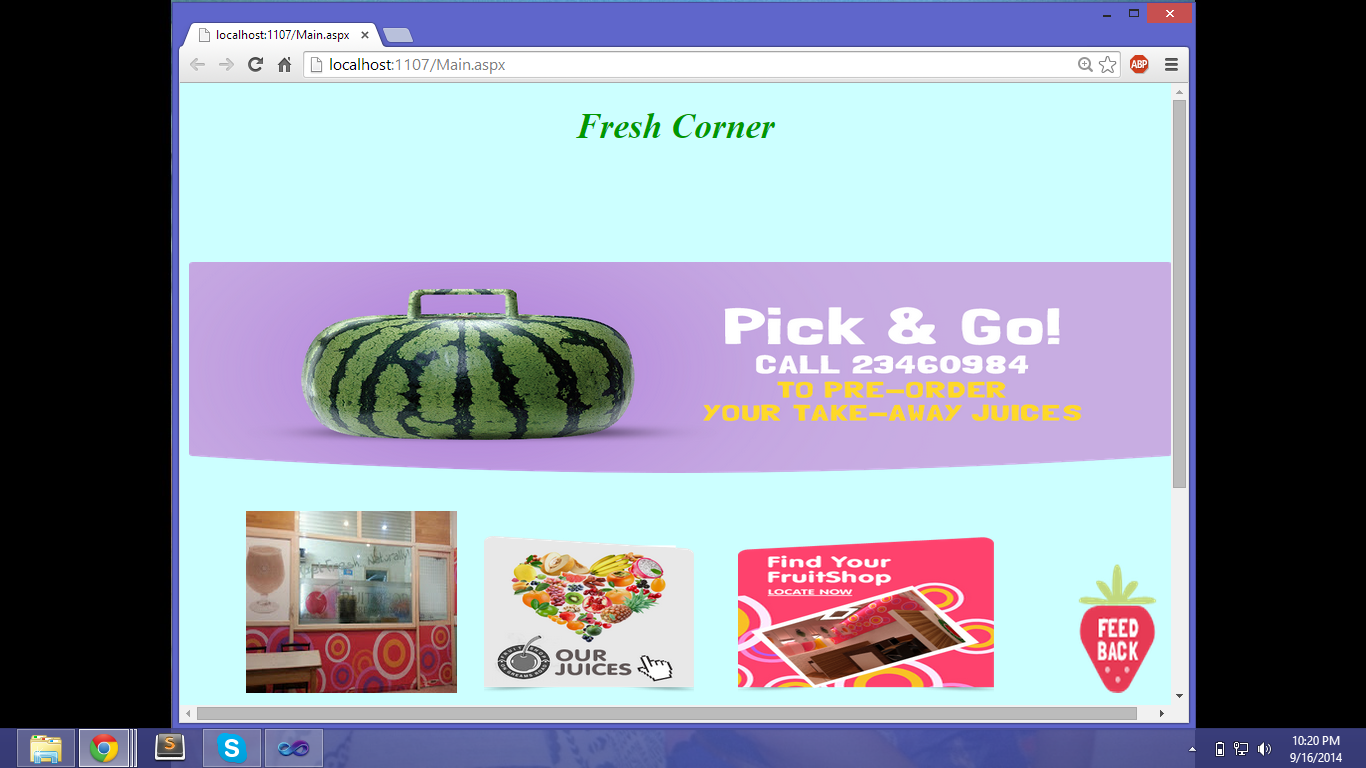 localhost:1107/Main.aspx
localhost:1107/Main.aspx
ABP
Fresh Corner
Pick & Go!
CALL 23460984
TO PRE-ORDER
YOUR TAKE-AWAY JUICES
Naturally
OUR
JUICES
Find Your
FruitShop
LOCATE NOW
FEED
BACK
S
10:20 PM
9/16/2014